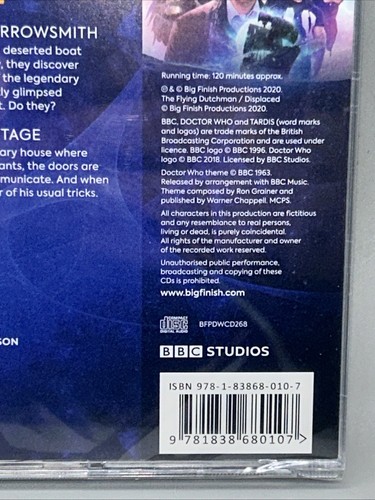 RROWSMITH
deserted boat
, they discover
f the legendary
tly glimpsed
t. Do they?
TAGE
ary house where
ants, the doors are
municate. And when
r of his usual tricks.
SON
Running time: 120 minutes approx.
℗ & © Big Finish Productions 2020.
The Flying Dutchman / Displaced
© Big Finish Productions 2020.
BBC, DOCTOR WHO and TARDIS (word marks
and logos) are trade marks of the British
Broadcasting Corporation and are used under
licence. BBC logo © BBC 1996. Doctor Who
logo © BBC 2018. Licensed by BBC Studios.
Doctor Who theme © BBC 1963.
Released by arrangement with BBC Music.
Theme composed by Ron Grainer and
published by Warner Chappell. MCPS.
All characters in this production are fictitious
and any resemblance to real persons,
living or dead, is purely coincidental.
All rights of the manufacturer and owner
of the recorded work reserved.
Unauthorised public performance,
broadcasting and copying of these
CDs is prohibited.
www.bigfinish.com
COMPACT
disc
DIGITAL AUDIO
BFPDWCD268
BBC STUDIOS
ISBN 978-1-83868-010-7
9 781838 680107 >